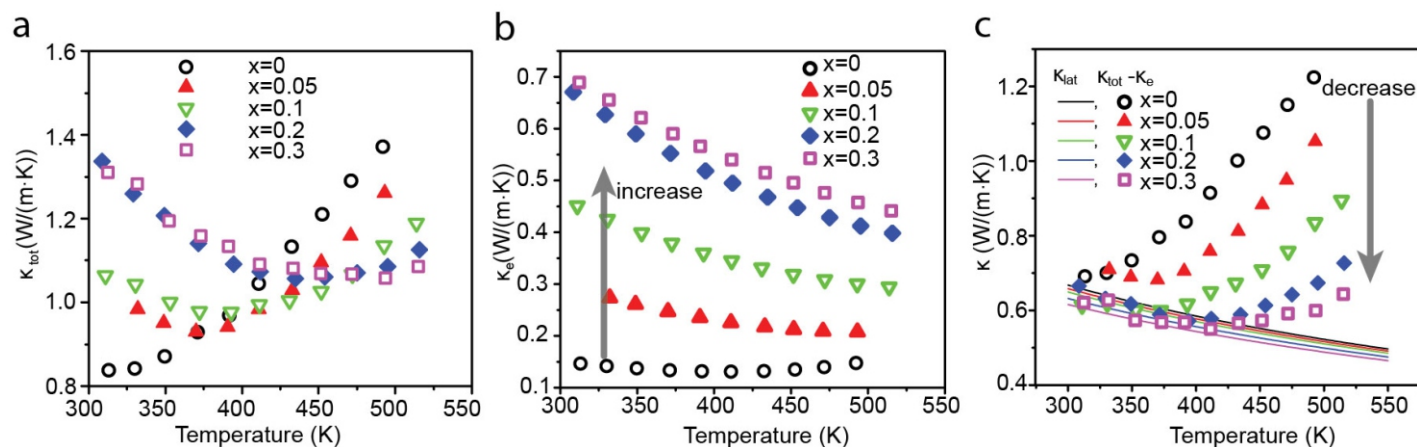 a
κtot(W/(m·K))
1.6
1.4
1.2
1.0
0.8
x=0
x=0.05
x=0.1
x=0.2
x=0.3
300 350 400 450 500 550
Temperature (K)
b
κe(W/(m·K))
0.8
0.7
0.6
0.5
0.4
0.3
0.2
0.1
x=0
x=0.05
x=0.1
x=0.2
x=0.3
increase
300 350 400 450 500 550
Temperature (K)
c
κ (W/(m·K))
1.2
1.0
0.8
0.6
0.4
κlat κtot -κe
, x=0
, x=0.05
, x=0.1
, x=0.2
, x=0.3
decrease
300 350 400 450 500 550
Temperature (K)